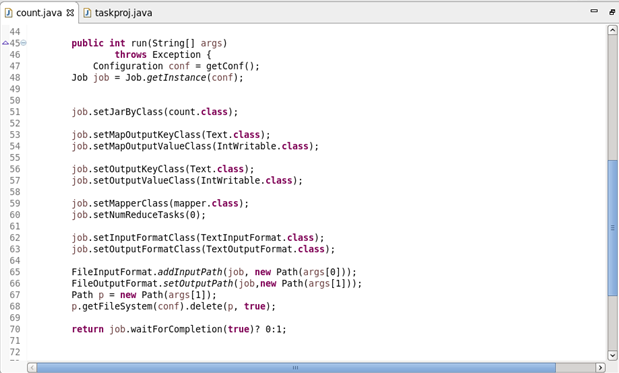 count.java taskproj.java
44
45 public int run(String[] args)
46 throws Exception {
47 Configuration conf = getConf();
48 Job job = Job.getInstance(conf);
49
50
51 job.setJarByClass(count.class);
52
53 job.setMapOutputKeyClass(Text.class);
54 job.setMapOutputValueClass(IntWritable.class);
55
56 job.setOutputKeyClass(Text.class);
57 job.setOutputValueClass(IntWritable.class);
58
59 job.setMapperClass(mapper.class);
60 job.setNumReduceTasks(0);
61
62 job.setInputFormatClass(TextInputFormat.class);
63 job.setOutputFormatClass(TextOutputFormat.class);
64
65 FileInputFormat.addInputPath(job, new Path(args[0]));
66 FileOutputFormat.setOutputPath(job,new Path(args[1]));
67 Path p = new Path(args[1]);
68 p.getFileSystem(conf).delete(p, true);
69
70 return job.waitForCompletion(true)? 0:1;
71
72